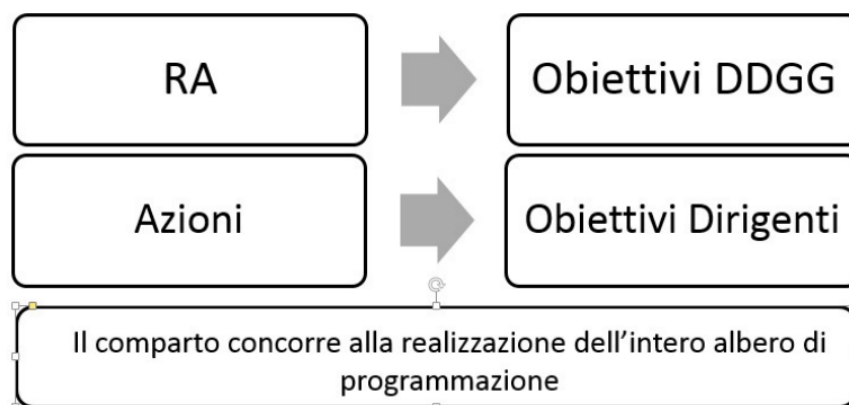 RA
Obiettivi DDGG
Azioni
Obiettivi Dirigenti
Il comparto concorre alla realizzazione dell’intero albero di
programmazione